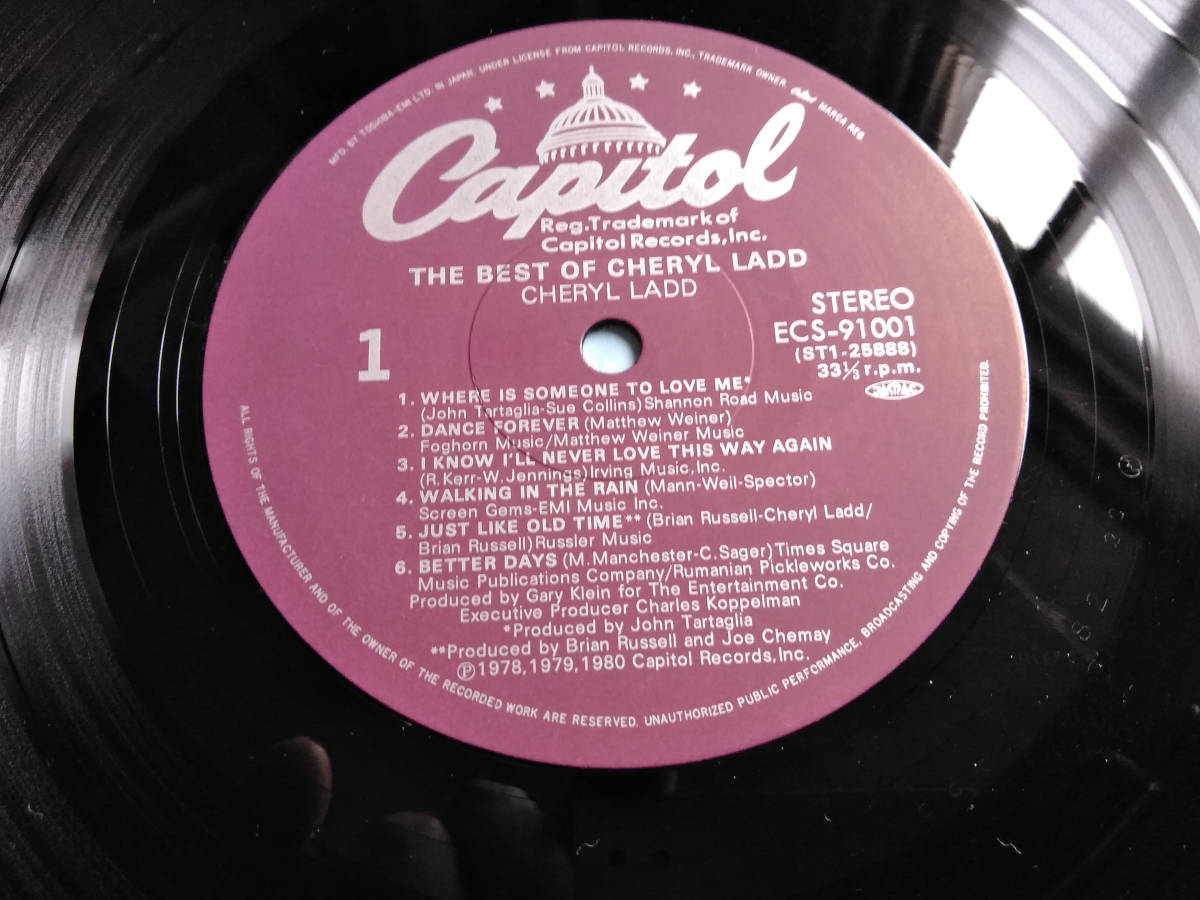 MFD. BY TOSHIBA-EMI LTD. IN JAPAN. UNDER LICENSE FROM CAPITOL RECORDS, INC., TRADEMARK OWNER. Capitol MARCA REG.
Capitol
Reg.Trademark of
Capitol Records,Inc.
THE BEST OF CHERYL LADD
CHERYL LADD
1
STEREO
ECS-91001
(ST1-25888)
33⅓ r.p.m.
JASRAC
1. WHERE IS SOMEONE TO LOVE ME*
(John Tartaglia-Sue Collins)Shannon Road Music
2. DANCE FOREVER (Matthew Weiner)
Foghorn Music/Matthew Weiner Music
3. I KNOW I'LL NEVER LOVE THIS WAY AGAIN
(R.Kerr-W.Jennings)Irving Music,Inc.
4. WALKING IN THE RAIN (Mann-Weil-Spector)
Screen Gems-EMI Music Inc.
5. JUST LIKE OLD TIME** (Brian Russell-Cheryl Ladd/
Brian Russell)Russler Music
6. BETTER DAYS (M.Manchester-C.Sager)Times Square
Music Publications Company/Rumanian Pickleworks Co.
Produced by Gary Klein for The Entertainment Co.
Executive Producer Charles Koppelman
*Produced by John Tartaglia
**Produced by Brian Russell and Joe Chemay
℗1978,1979,1980 Capitol Records,Inc.
ALL RIGHTS OF THE MANUFACTURER AND OF THE OWNER OF THE RECORDED WORK ARE RESERVED. UNAUTHORIZED PUBLIC PERFORMANCE, BROADCASTING AND COPYING OF THE RECORD PROHIBITED.